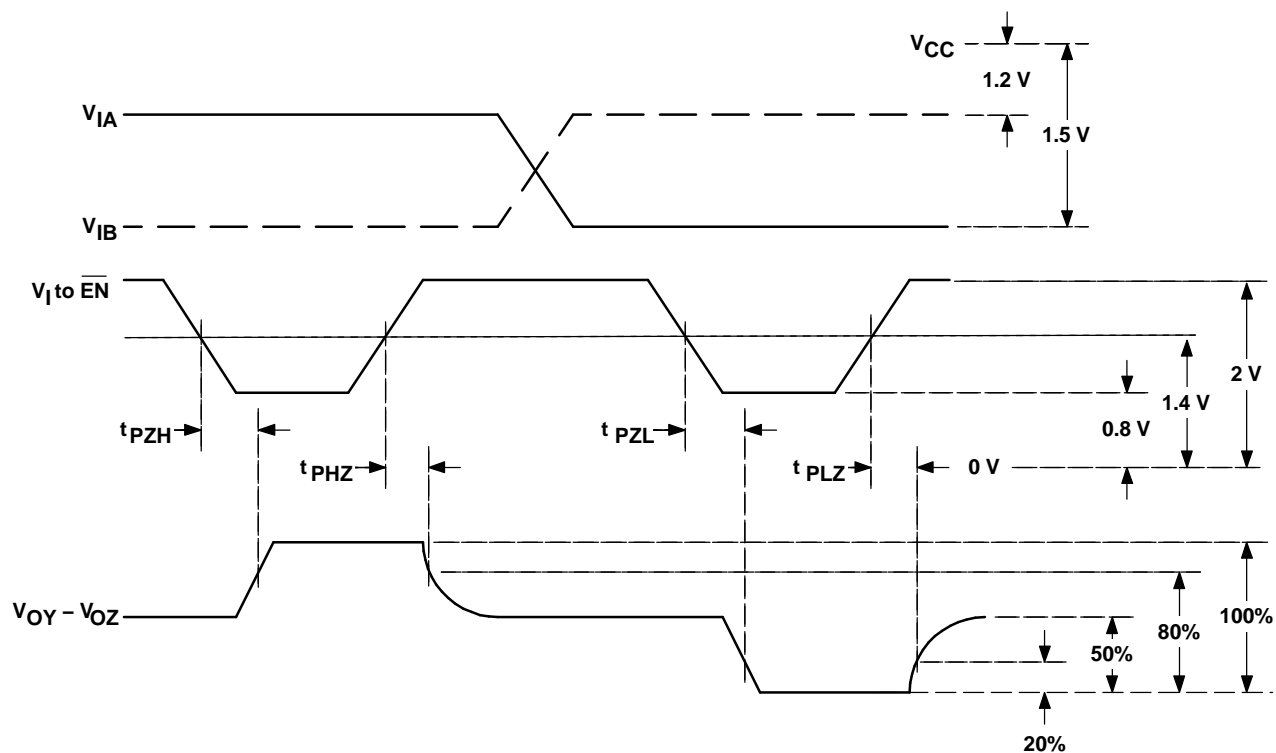 VCC
1.2 V
VIA
1.5 V
VIB
VI to E̅N̅
2 V
1.4 V
0.8 V
tPZH
tPZL
tPHZ
tPLZ
0 V
VOY – VOZ
100%
80%
50%
20%